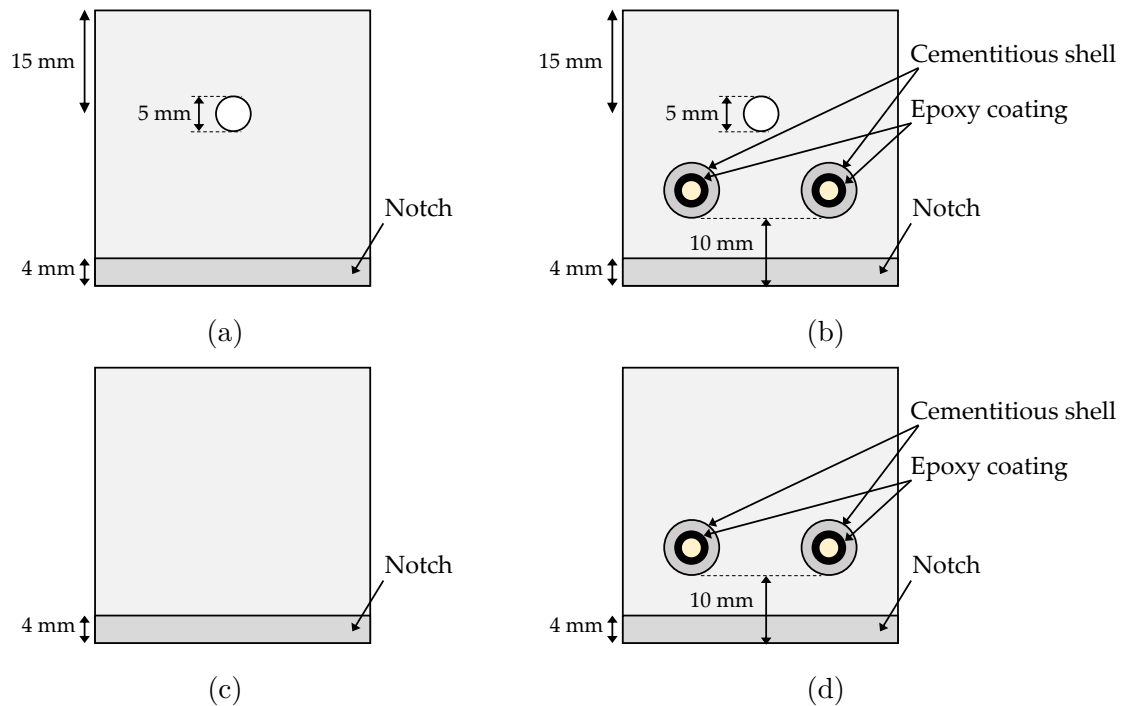 15 mm
5 mm
Notch
4 mm
(a)
15 mm
Cementitious shell
5 mm
Epoxy coating
Notch
10 mm
4 mm
(b)
Notch
4 mm
(c)
Cementitious shell
Epoxy coating
Notch
10 mm
4 mm
(d)